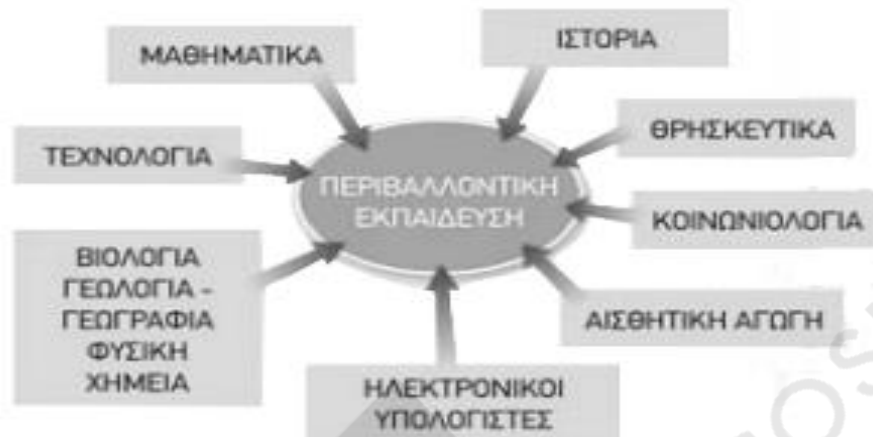 ΜΑΘΗΜΑΤΙΚΑ
ΙΣΤΟΡΙΑ
ΤΕΧΝΟΛΟΓΙΑ
ΘΡΗΣΚΕΥΤΙΚΑ
ΠΕΡΙΒΑΛΛΟΝΤΙΚΗ
ΕΚΠΑΙΔΕΥΣΗ
ΚΟΙΝΩΝΙΟΛΟΓΙΑ
ΒΙΟΛΟΓΙΑ
ΓΕΩΛΟΓΙΑ -
ΓΕΩΓΡΑΦΙΑ
ΦΥΣΙΚΗ
ΧΗΜΕΙΑ
ΑΙΣΘΗΤΙΚΗ ΑΓΩΓΗ
ΗΛΕΚΤΡΟΝΙΚΟΙ
ΥΠΟΛΟΓΙΣΤΕΣ